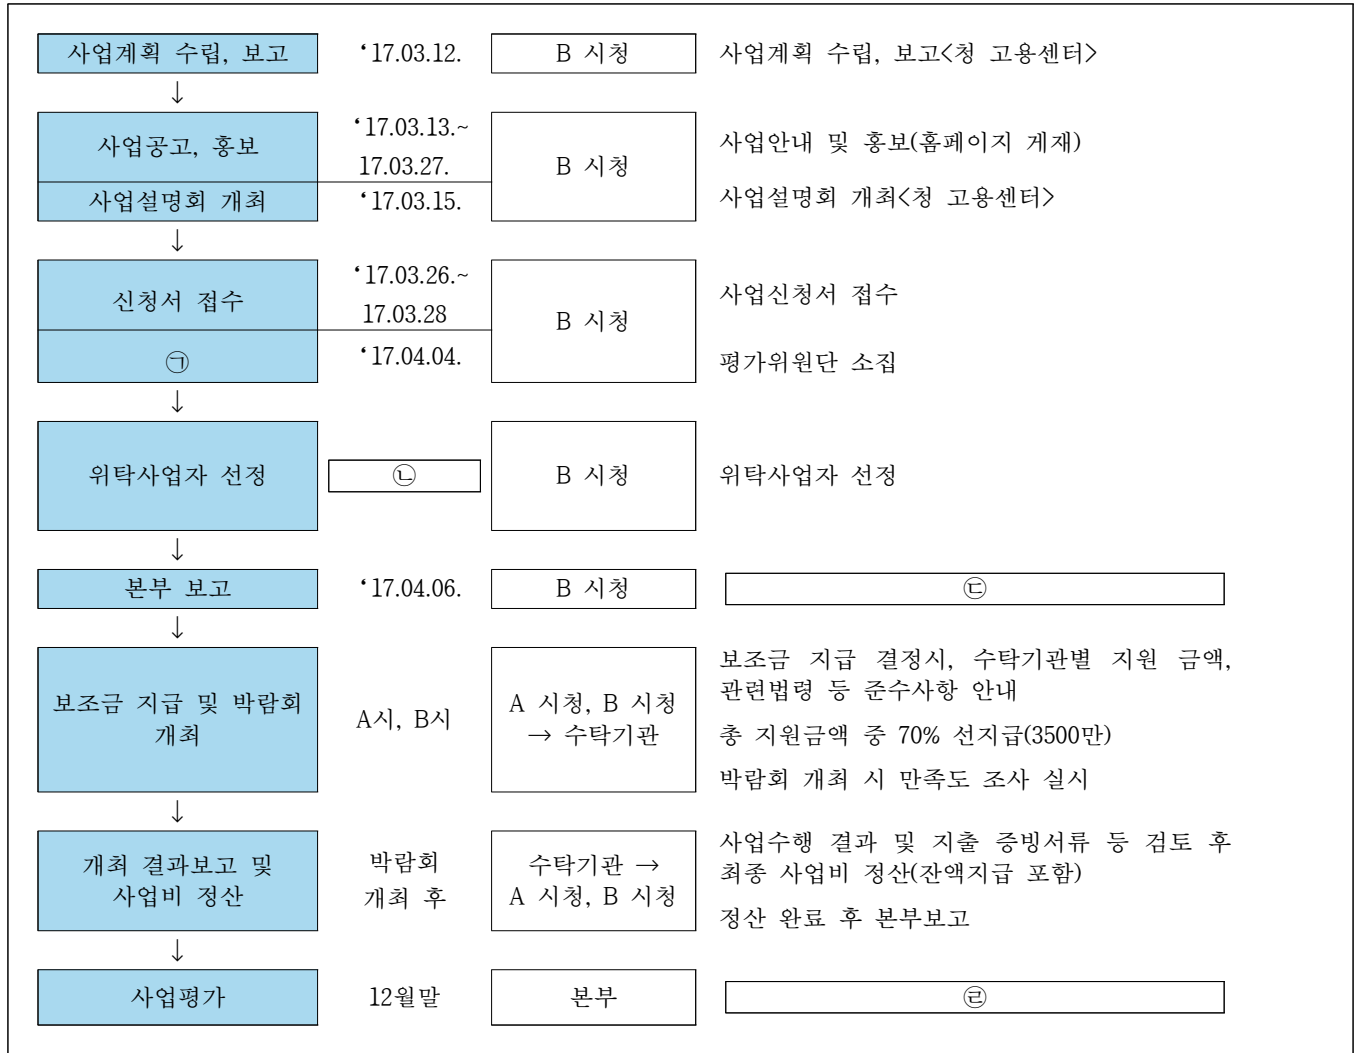 사업계획 수립, 보고 ‘17.03.12. B 시청 사업계획 수립, 보고<청 고용센터>
↓
사업공고, 홍보 ‘17.03.13.~
17.03.27. B 시청 사업안내 및 홍보(홈페이지 게재)
사업설명회 개최 ‘17.03.15. 사업설명회 개최<청 고용센터>
↓
신청서 접수 ‘17.03.26.~
17.03.28 B 시청 사업신청서 접수
㉠ ‘17.04.04. 평가위원단 소집
↓
위탁사업자 선정 ㉡ B 시청 위탁사업자 선정
↓
본부 보고 ‘17.04.06. B 시청 ㉢
↓
보조금 지급 및 박람회
개최
A시, B시
A 시청, B 시청
→ 수탁기관
보조금 지급 결정시, 수탁기관별 지원 금액,
관련법령 등 준수사항 안내
총 지원금액 중 70% 선지급(3500만)
박람회 개최 시 만족도 조사 실시
↓
개최 결과보고 및
사업비 정산
박람회
개최 후
수탁기관 →
A 시청, B 시청
사업수행 결과 및 지출 증빙서류 등 검토 후
최종 사업비 정산(잔액지급 포함)
정산 완료 후 본부보고
↓
사업평가 12월말 본부 ㉣